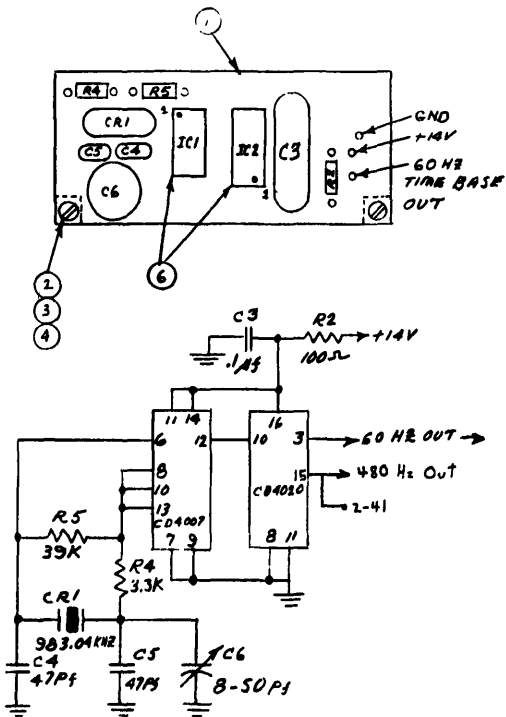 1
R4 R5
CR1
1
IC1
IC2
1
C3
C5 C4
C6
R2
GND
+14V
60 HZ
TIME BASE
OUT
2
3
4
6
C3
.1µf
R2
100Ω
+14V
11 14
16
6
12
10
3
60 HZ OUT
8
10
13
15
480 Hz Out
2-41
CD4007
CD4020
7 9
8 11
R5
39K
R4
3.3K
CR1
983.04KHZ
C4
47Pf
C5
47Pf
C6
8-50Pf